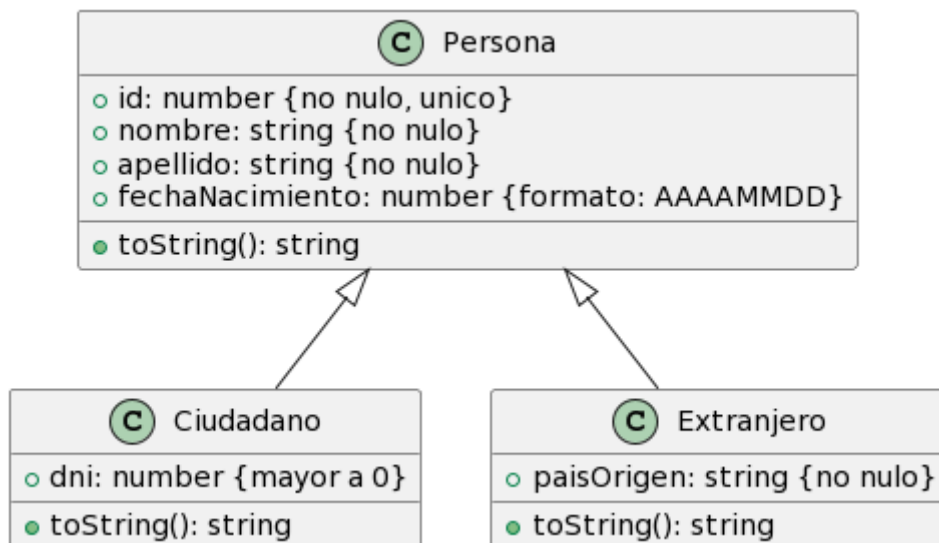 C Persona
id: number {no nulo, unico}
nombre: string {no nulo}
apellido: string {no nulo}
fechaNacimiento: number {formato: AAAAMMDD}
toString(): string
C Ciudadano
dni: number {mayor a 0}
toString(): string
C Extranjero
paisOrigen: string {no nulo}
toString(): string